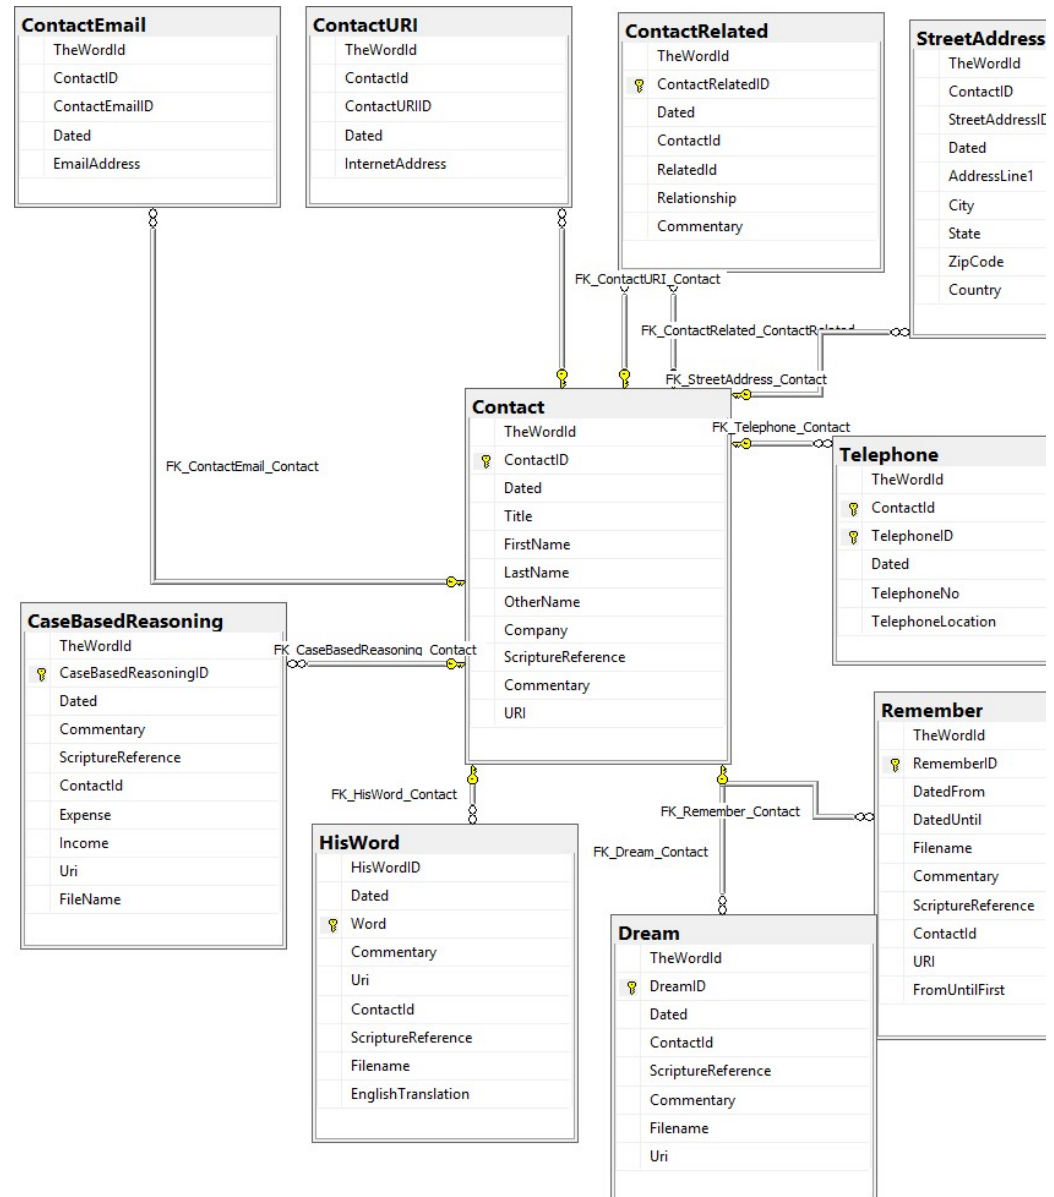 ContactEmail
TheWordId
ContactID
ContactEmailID
Dated
EmailAddress
ContactURI
TheWordId
ContactId
ContactURIID
Dated
InternetAddress
ContactRelated
TheWordId
ContactRelatedID
Dated
ContactId
RelatedId
Relationship
Commentary
StreetAddress
TheWordId
ContactID
StreetAddressID
Dated
AddressLine1
City
State
ZipCode
Country
FK_ContactURI_Contact
FK_ContactRelated_ContactRelated
FK_StreetAddress_Contact
FK_Telephone_Contact
FK_ContactEmail_Contact
Contact
TheWordId
ContactID
Dated
Title
FirstName
LastName
OtherName
Company
ScriptureReference
Commentary
URI
Telephone
TheWordId
ContactId
TelephoneID
Dated
TelephoneNo
TelephoneLocation
CaseBasedReasoning
TheWordId
CaseBasedReasoningID
Dated
Commentary
ScriptureReference
ContactId
Expense
Income
Uri
FileName
FK_CaseBasedReasoning_Contact
FK_HisWord_Contact
FK_Remember_Contact
FK_Dream_Contact
Remember
TheWordId
RememberID
DatedFrom
DatedUntil
Filename
Commentary
ScriptureReference
ContactId
URI
FromUntilFirst
HisWord
HisWordID
Dated
Word
Commentary
Uri
ContactId
ScriptureReference
Filename
EnglishTranslation
Dream
TheWordId
DreamID
Dated
ContactId
ScriptureReference
Commentary
Filename
Uri